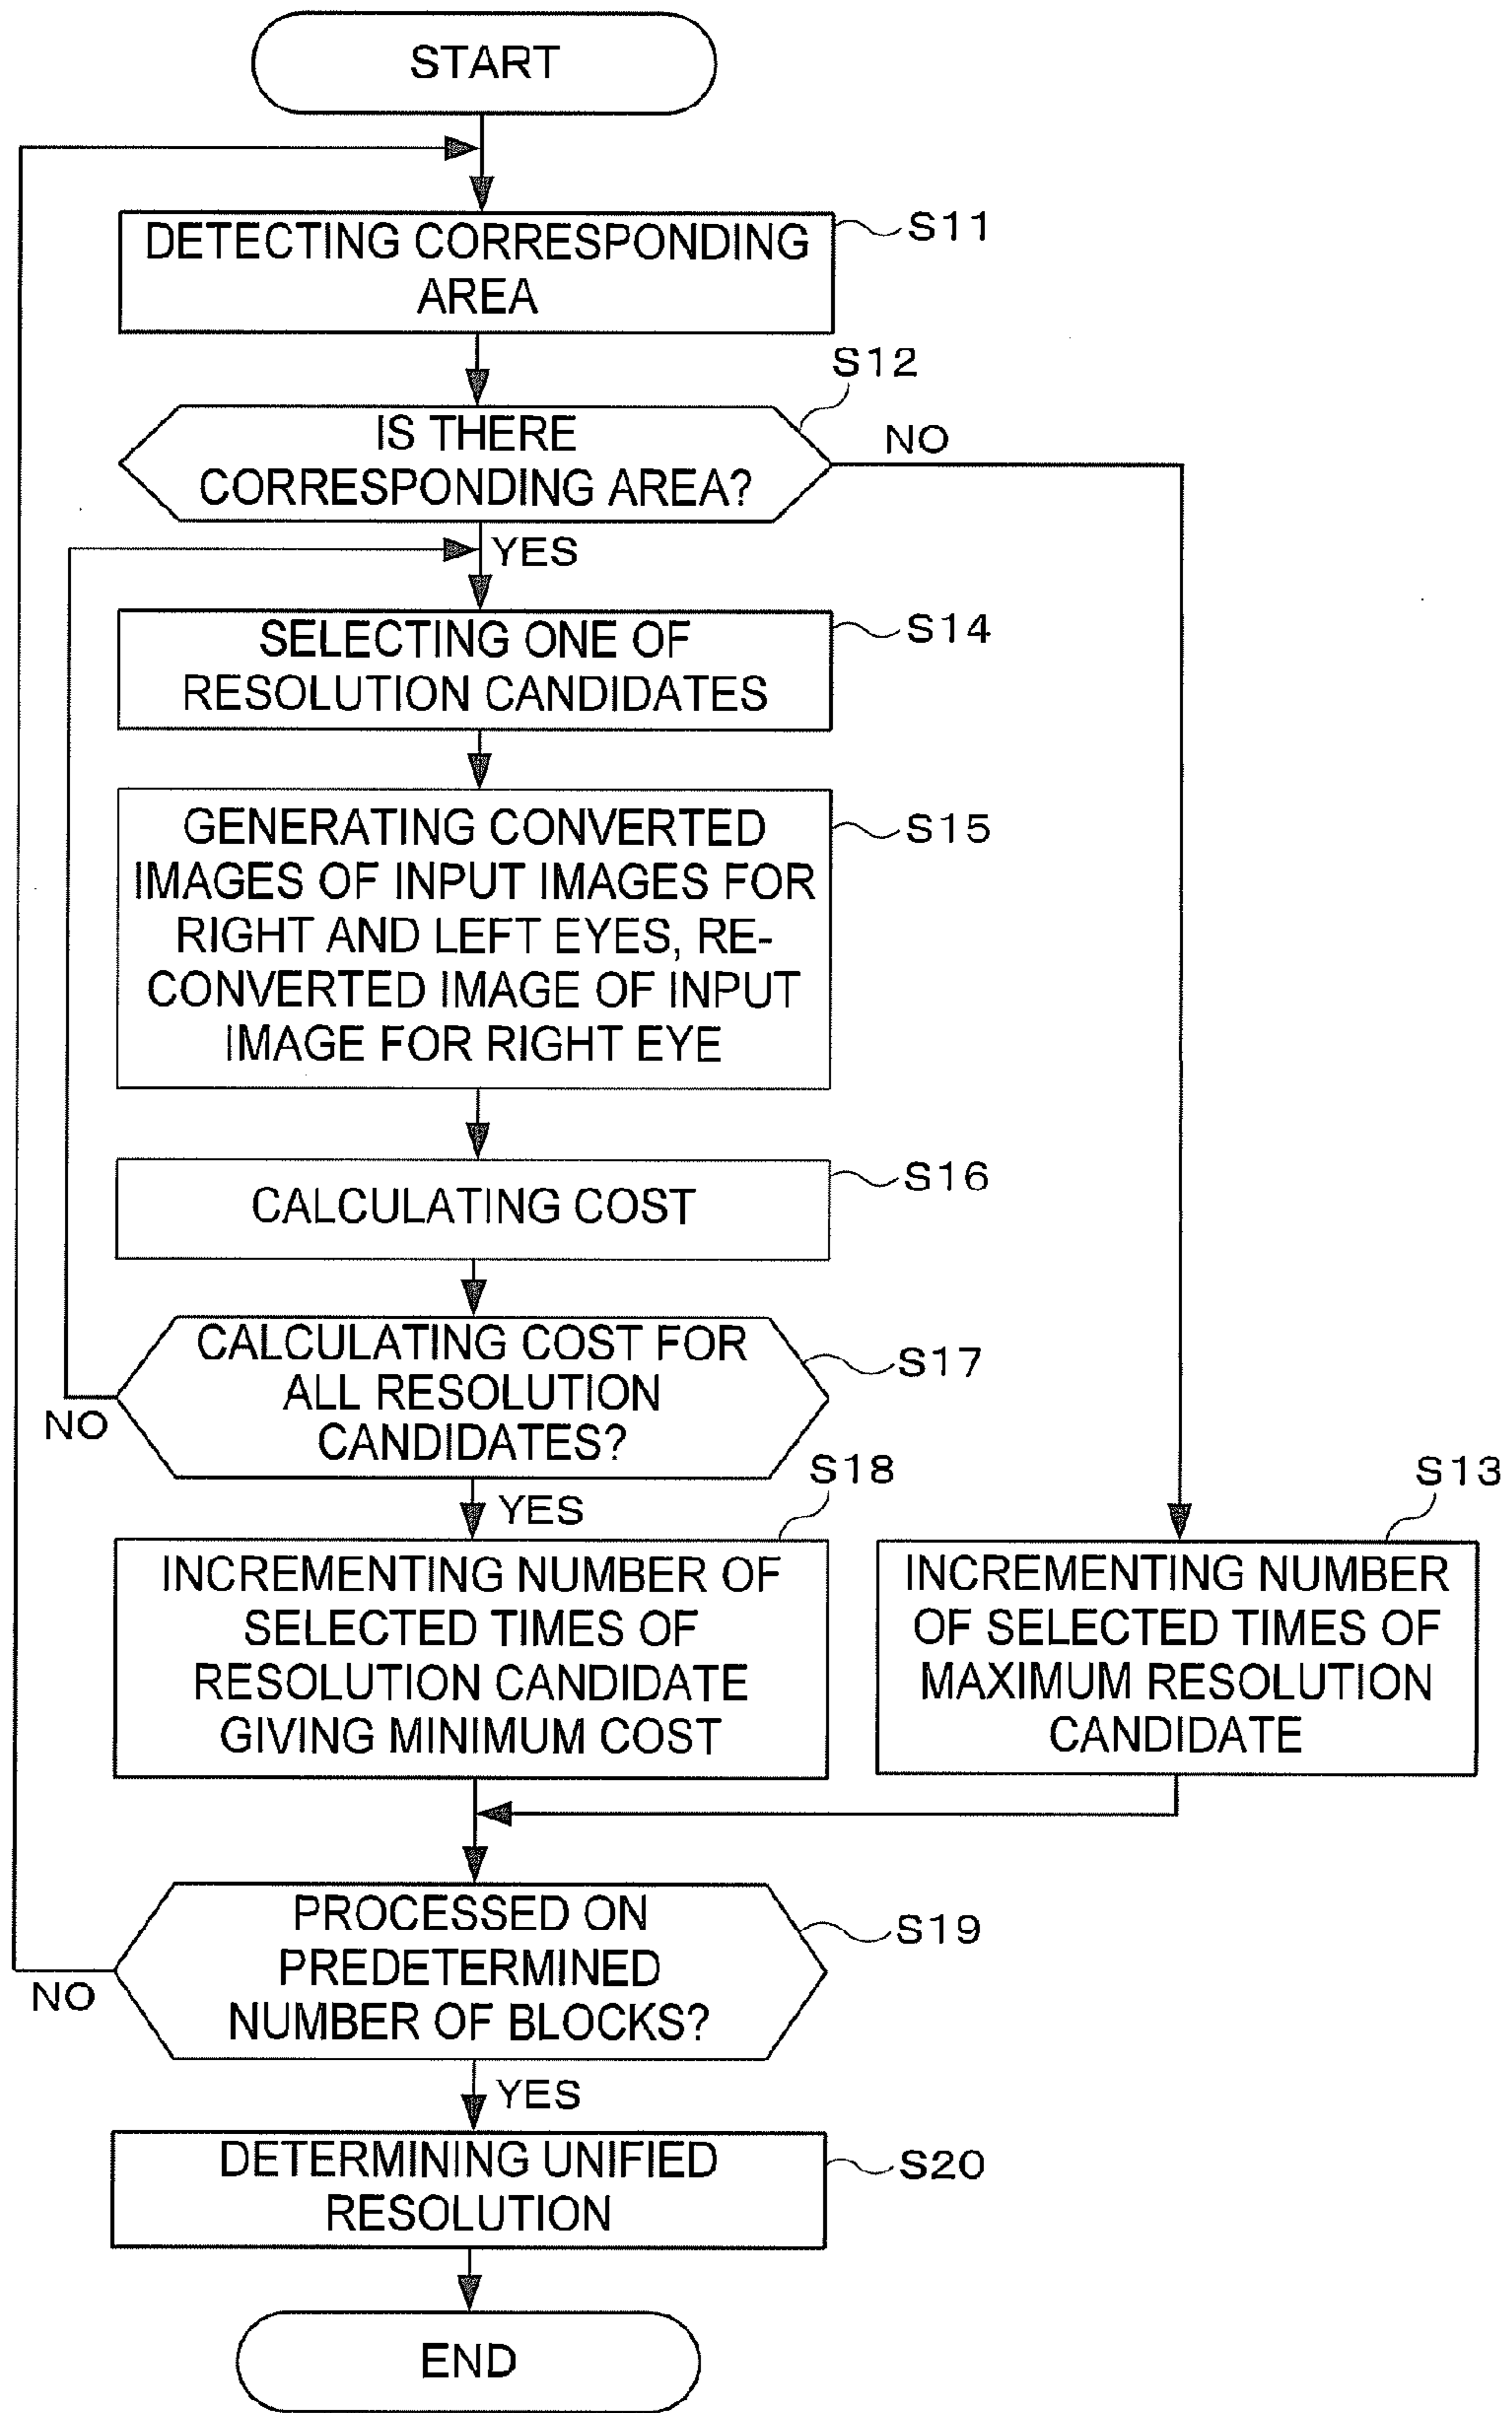 START
DETECTING CORRESPONDING
AREA
S11
S12
IS THERE
CORRESPONDING AREA?
NO
YES
SELECTING ONE OF
RESOLUTION CANDIDATES
S14
GENERATING CONVERTED
IMAGES OF INPUT IMAGES FOR
RIGHT AND LEFT EYES, RE-
CONVERTED IMAGE OF INPUT
IMAGE FOR RIGHT EYE
S15
CALCULATING COST
S16
CALCULATING COST FOR
ALL RESOLUTION
CANDIDATES?
S17
NO
YES
S18
INCREMENTING NUMBER OF
SELECTED TIMES OF
RESOLUTION CANDIDATE
GIVING MINIMUM COST
S13
INCREMENTING NUMBER
OF SELECTED TIMES OF
MAXIMUM RESOLUTION
CANDIDATE
PROCESSED ON
PREDETERMINED
NUMBER OF BLOCKS?
S19
NO
YES
DETERMINING UNIFIED
RESOLUTION
S20
END